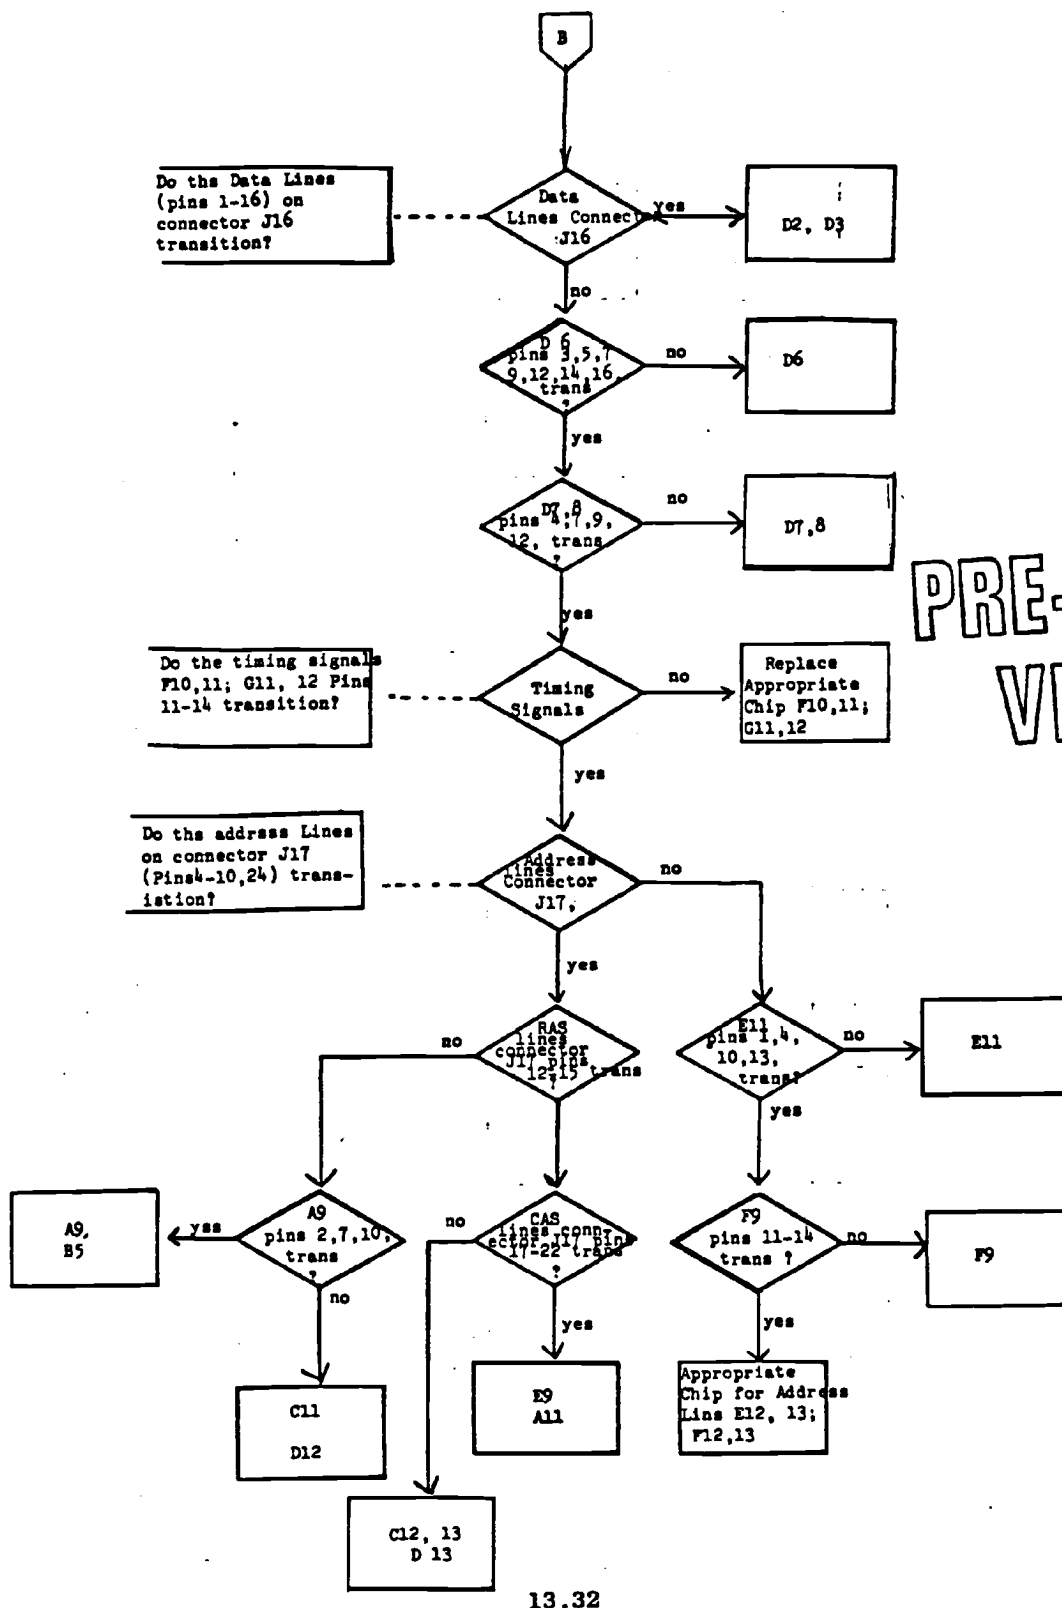 B
Do ths Data Lines
(pins 1-16) on
connector J16
transition?
Data
Lines Connect
J16
yes
D2, D3
no
D 6
pins 3,5,7
9,12,14,16,
trans
?
no
D6
yes
D7,8
pins 4,7,9,
12, trans
?
no
D7,8
yes
PRE-
Do the timing signals
F10,11; G11, 12 Pins
11-14 transition?
Timing
Signals
no
Replace
Appropriate
Chip F10,11;
G11,12
yes
Do ths addrsss Lines
on connector J17
(Pins4-10,24) trans-
istion?
Address
lines
Connector
J17,
no
yes
RAS
lines
connector
J17 pins
12-15 trans
?
no
E11
pins 1,4,
10,13,
trans?
no
E11
yes
A9,
B5
yss
A9
pins 2,7,10,
trans
?
no
CAS
lines conn-
ector J17 pins
17-22 trans
?
no
F9
pins 11-14
trans ?
no
F9
yes
yes
C11
D12
E9
A11
Appropriate
Chip for Address
Lins E12, 13;
F12,13
C12, 13
D 13
13.32